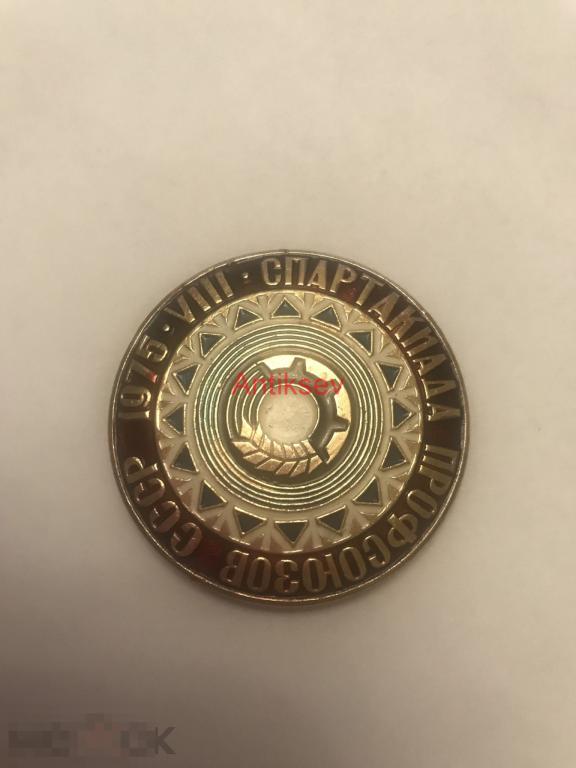 1975 · VIII · СПАРТАКИАДА ПРОФСОЮЗОВ СССР
Antiksev